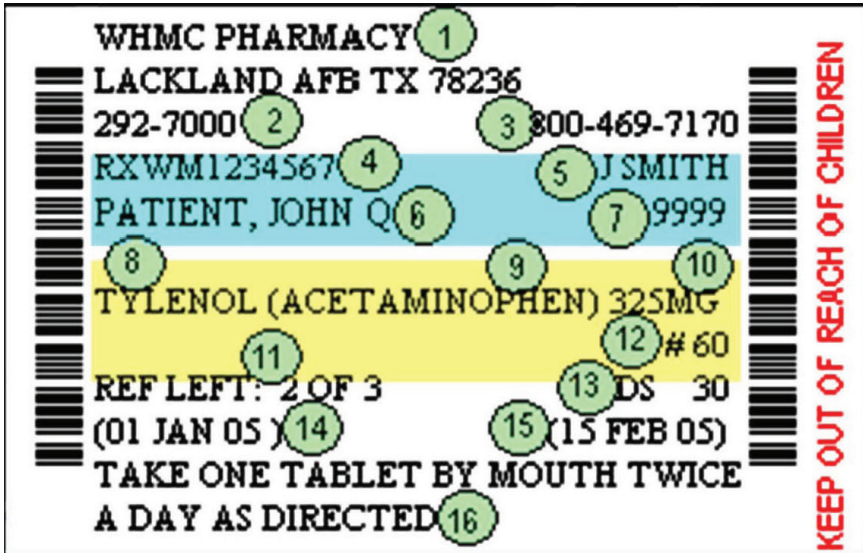 WHMC PHARMACY 1
LACKLAND AFB TX 78236
292-7000 2 3 800-469-7170
RXWM1234567 4 5 J SMITH
PATIENT, JOHN Q 6 7 9999
8 9 10
TYLENOL (ACETAMINOPHEN) 325MG
12 # 60
11
REF LEFT: 2 OF 3 13 DS 30
(01 JAN 05 ) 14 15 (15 FEB 05)
TAKE ONE TABLET BY MOUTH TWICE
A DAY AS DIRECTED 16
KEEP OUT OF REACH OF CHILDREN